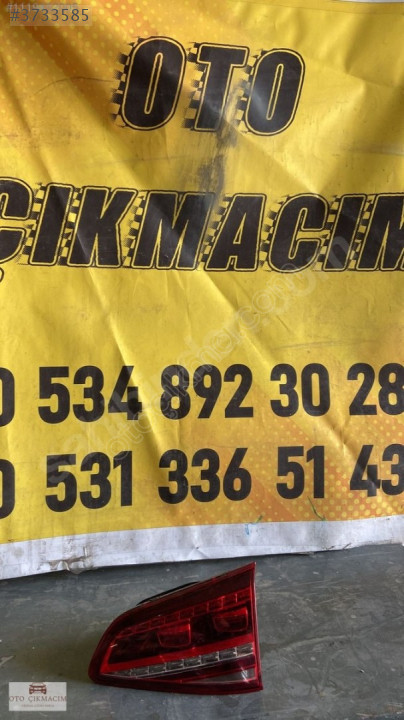 #3733585
OTO
ÇIKMACIM
0 534 892 30 28
0 531 336 51 43
OTO ÇIKMACIM